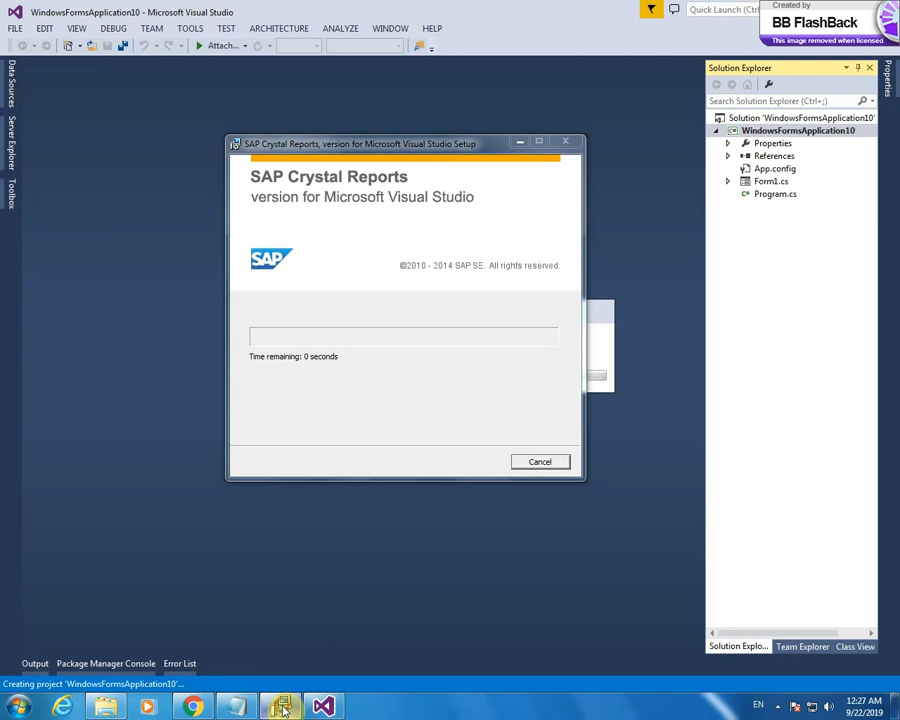 WindowsFormsApplication10 - Microsoft Visual Studio
Quick Launch (Ctrl+
Created by
BB FlashBack
This image removed when licensed
FILE EDIT VIEW DEBUG TEAM TOOLS TEST ARCHITECTURE ANALYZE WINDOW HELP
Attach...
Data Sources
Server Explorer
Toolbox
Solution Explorer
Search Solution Explorer (Ctrl+;)
Solution 'WindowsFormsApplication10'
WindowsFormsApplication10
Properties
References
App.config
Form1.cs
Program.cs
Properties
SAP Crystal Reports, version for Microsoft Visual Studio Setup
SAP Crystal Reports
version for Microsoft Visual Studio
SAP
©2010 - 2014 SAP SE. All rights reserved.
Time remaining: 0 seconds
Cancel
Solution Explo... Team Explorer Class View
Output Package Manager Console Error List
Creating project 'WindowsFormsApplication10'...
EN
12:27 AM
9/22/2019